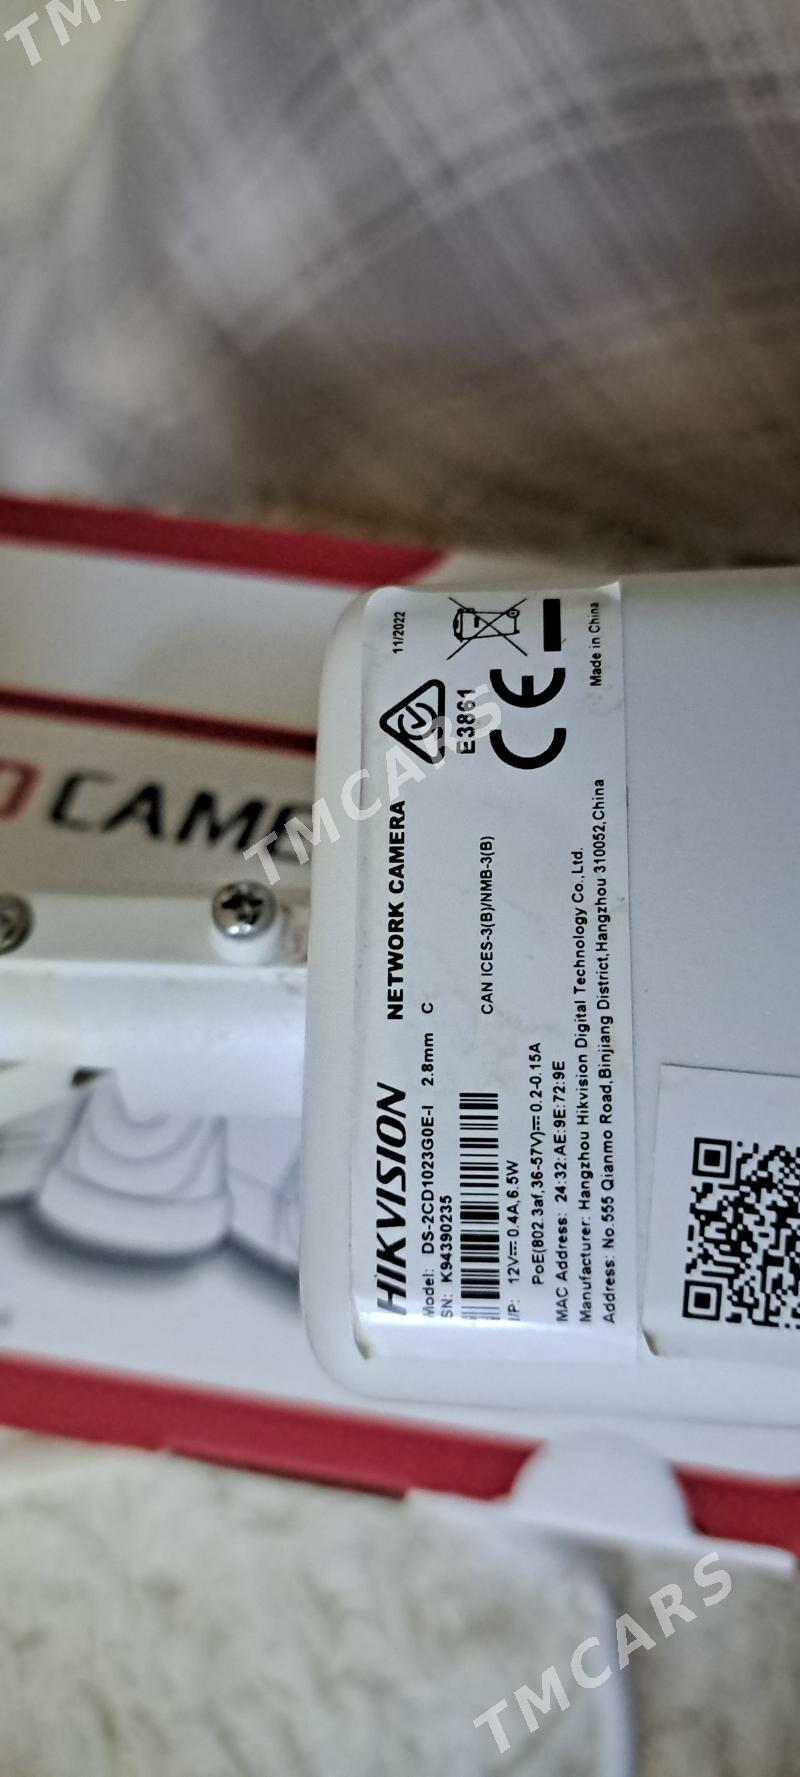 HIKVISION NETWORK CAMERA 11/2022
Model: DS-2CD1023G0E-I 2.8mm C
SN: K94390235
E3861
CAN ICES-3(B)/NMB-3(B)
CE
I/P: 12V⎓0.4A,6.5W
PoE(802.3af,36-57V)⎓0.2-0.15A
MAC Address: 24:32:AE:9E:72:9E
Manufacturer: Hangzhou Hikvision Digital Technology Co.,Ltd.
Address: No.555 Qianmo Road,Binjiang District,Hangzhou 310052,China Made in China
TMCARS
TMCARS